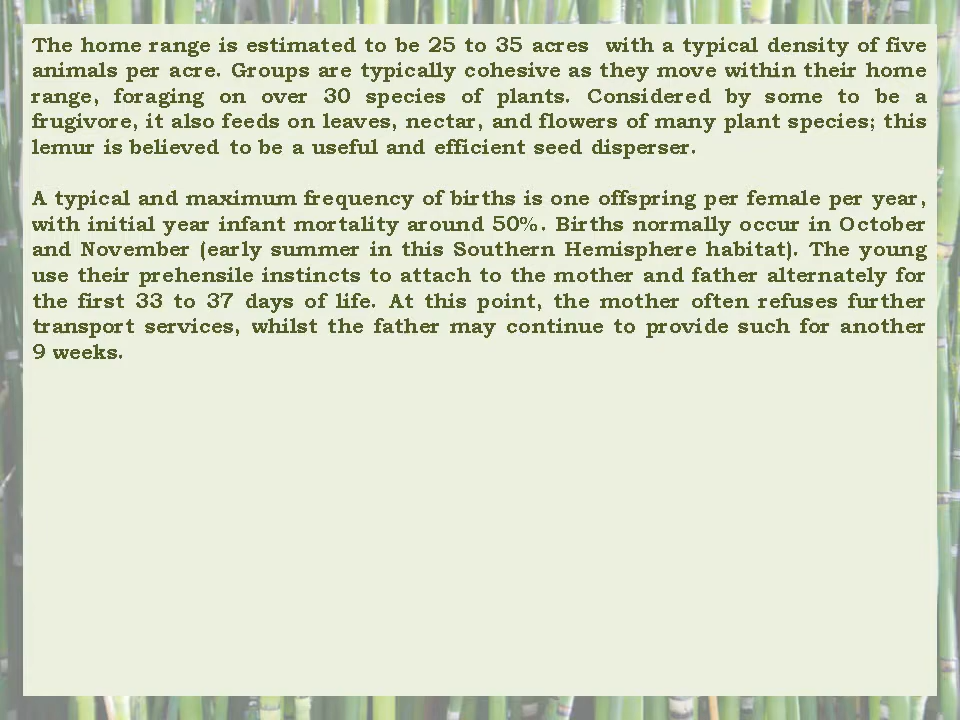 The home range is estimated to be 25 to 35 acres  with a typical density of five
animals per acre. Groups are typically cohesive as they move within their home
range, foraging on over 30 species of plants. Considered by some to be a
frugivore, it also feeds on leaves, nectar, and flowers of many plant species; this
lemur is believed to be a useful and efficient seed disperser.

A typical and maximum frequency of births is one offspring per female per year,
with initial year infant mortality around 50%. Births normally occur in October
and November (early summer in this Southern Hemisphere habitat). The young
use their prehensile instincts to attach to the mother and father alternately for
the first 33 to 37 days of life. At this point, the mother often refuses further
transport services, whilst the father may continue to provide such for another
9 weeks.